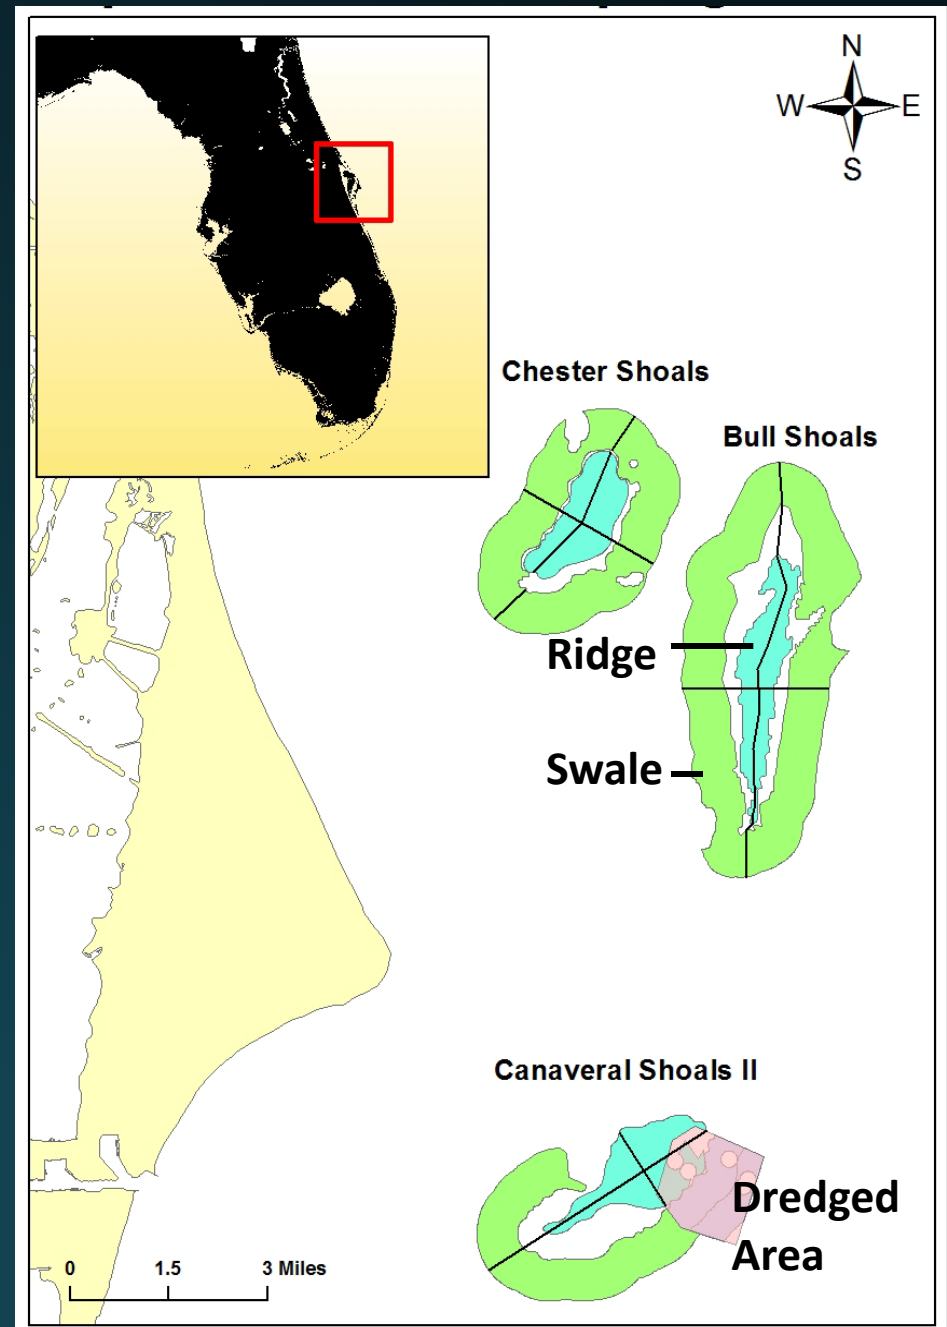 N
W E
S
Chester Shoals
Bull Shoals
Ridge
Swale
Canaveral Shoals II
Dredged
Area
0 1.5 3 Miles